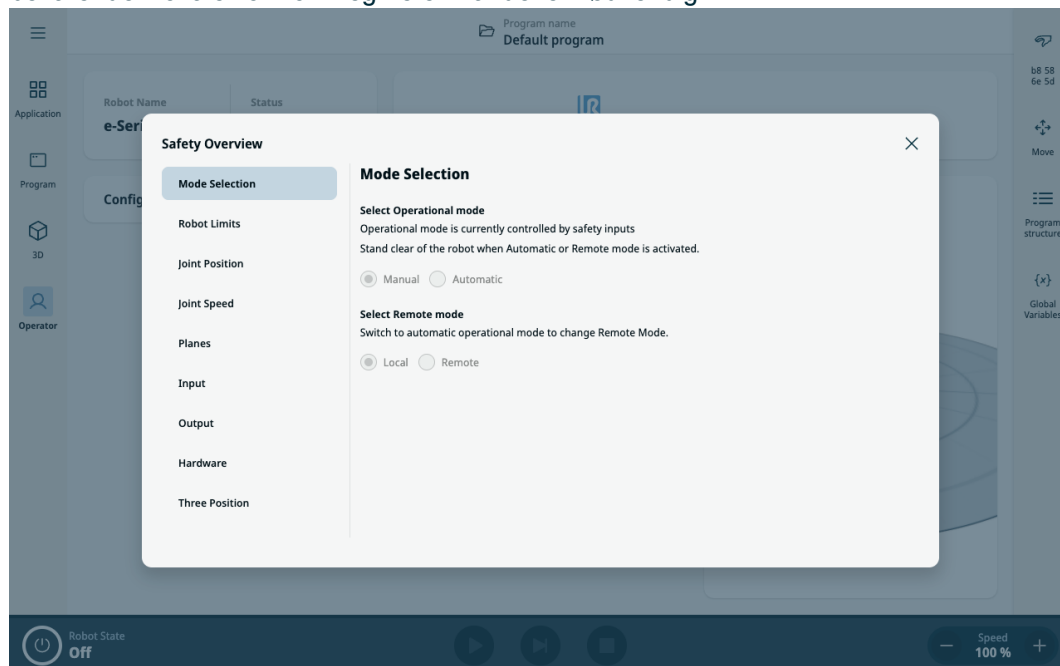 Program name
Default program
b8 58
6e 5d
Application
Robot Name
Status
e-Seri
Safety Overview
Move
Mode Selection
Mode Selection
Program
Config
Robot Limits
Select Operational mode
Operational mode is currently controlled by safety inputs
Program
structure
Stand clear of the robot when Automatic or Remote mode is activated.
3D
Joint Position
Manual
Automatic
Global
Variables
Joint Speed
Select Remote mode
Operator
Switch to automatic operational mode to change Remote Mode.
Planes
Local
Remote
Input
Output
Hardware
Three Position
Robot State
Off
Speed
100 %